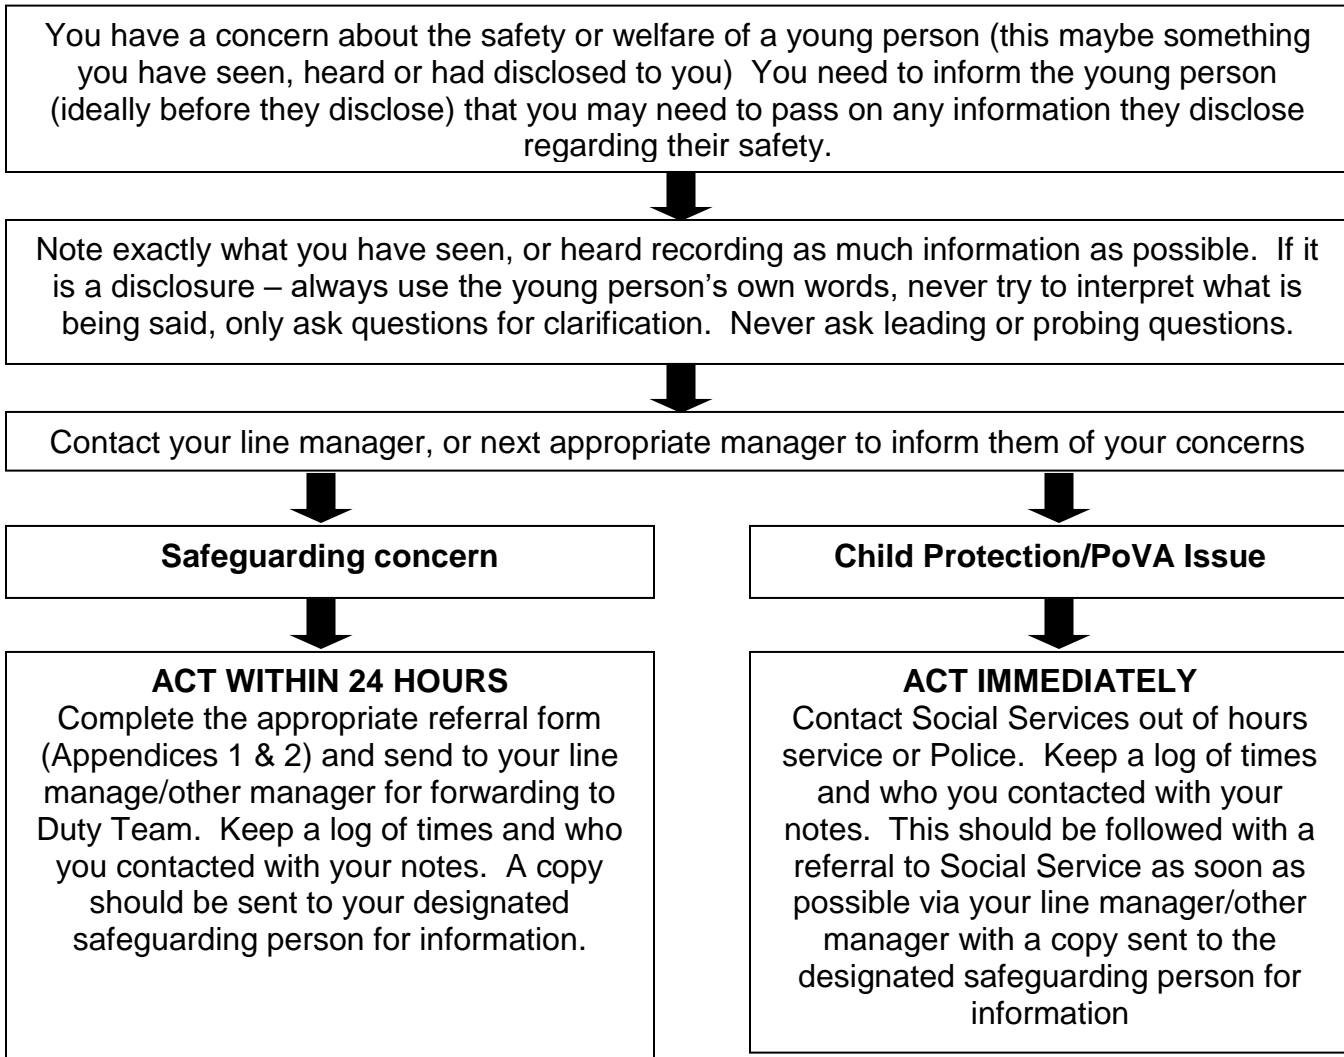 You have a concern about the safety or welfare of a young person (this maybe something
you have seen, heard or had disclosed to you)  You need to inform the young person
(ideally before they disclose) that you may need to pass on any information they disclose
regarding their safety.
Note exactly what you have seen, or heard recording as much information as possible.  If it
is a disclosure – always use the young person’s own words, never try to interpret what is
being said, only ask questions for clarification.  Never ask leading or probing questions.
Contact your line manager, or next appropriate manager to inform them of your concerns
Safeguarding concern
Child Protection/PoVA Issue
ACT WITHIN 24 HOURS
Complete the appropriate referral form
(Appendices 1 & 2) and send to your line
manage/other manager for forwarding to
Duty Team.  Keep a log of times and who
you contacted with your notes.  A copy
should be sent to your designated
safeguarding person for information.
ACT IMMEDIATELY
Contact Social Services out of hours
service or Police.  Keep a log of times
and who you contacted with your
notes.  This should be followed with a
referral to Social Service as soon as
possible via your line manager/other
manager with a copy sent to the
designated safeguarding person for
information